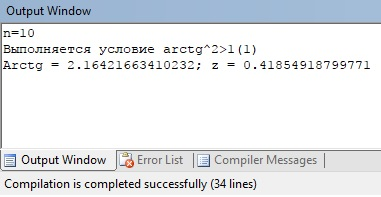 Output Window
n=10
Выполняется условие arctg^2>1(1)
Arctg = 2.16421663410232; z = 0.41854918799771
Output Window Error List Compiler Messages
Compilation is completed successfully (34 lines)